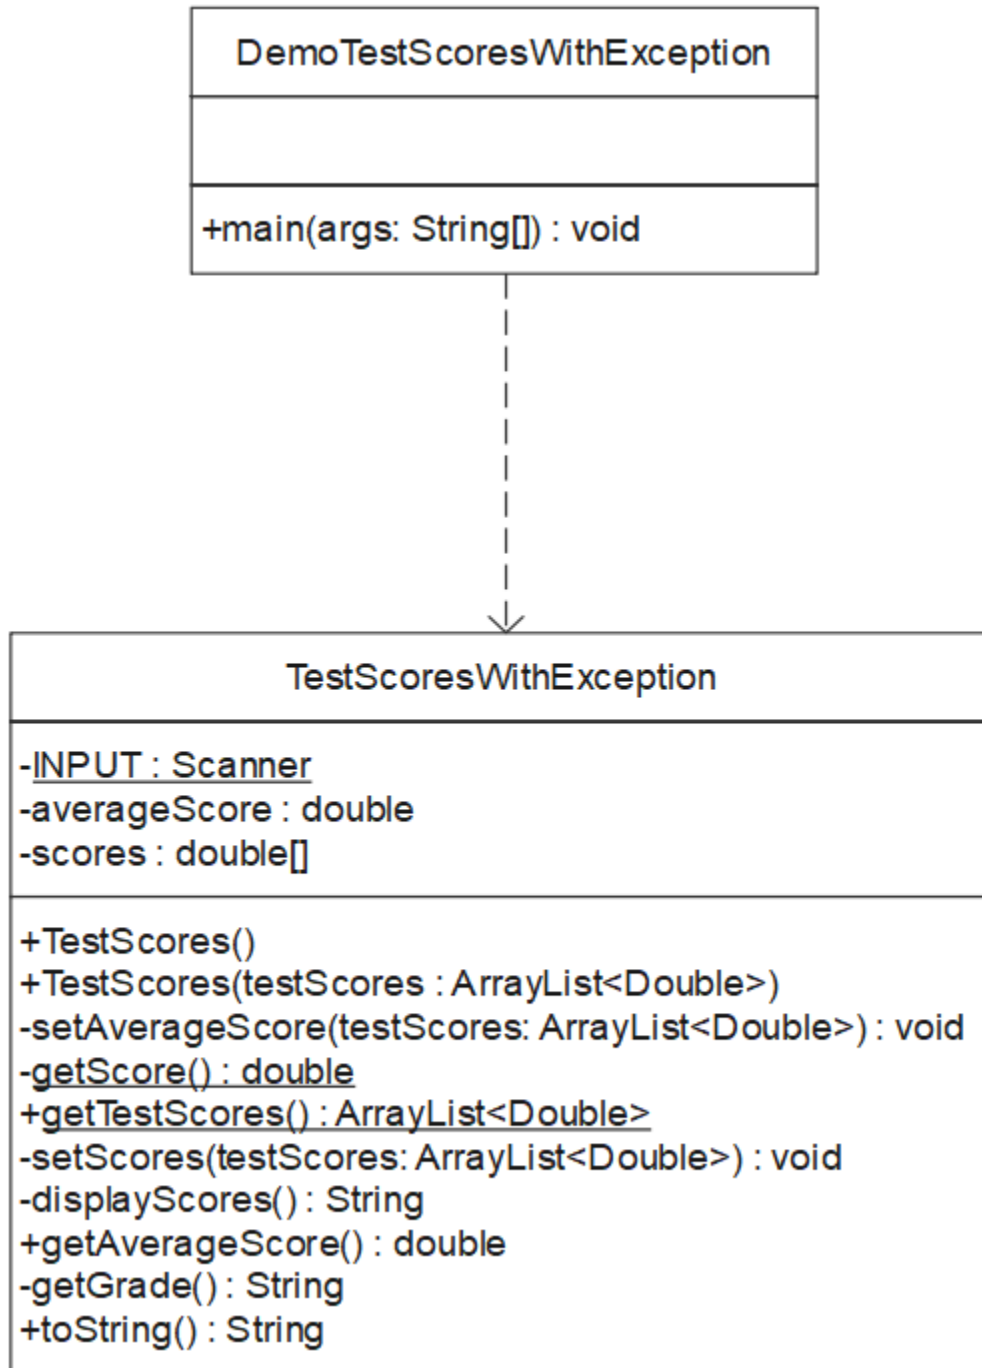 DemoTestScoresWithException
+main(args: String[]) : void
TestScoresWithException
-INPUT : Scanner
-averageScore : double
-scores : double[]
+TestScores()
+TestScores(testScores : ArrayList<Double>)
-setAverageScore(testScores: ArrayList<Double>) : void
-getScore() : double
+getTestScores() : ArrayList<Double>
-setScores(testScores: ArrayList<Double>) : void
-displayScores() : String
+getAverageScore() : double
-getGrade() : String
+toString() : String